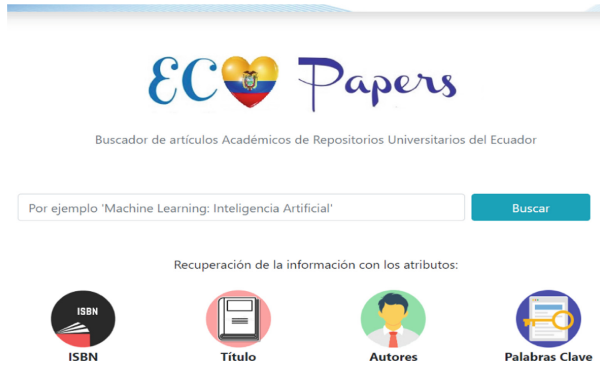 EC Papers
Buscador de artículos Académicos de Repositorios Universitarios del Ecuador
Por ejemplo 'Machine Learning: Inteligencia Artificial'
Buscar
Recuperación de la información con los atributos:
ISBN
ISBN
Título
Autores
Palabras Clave